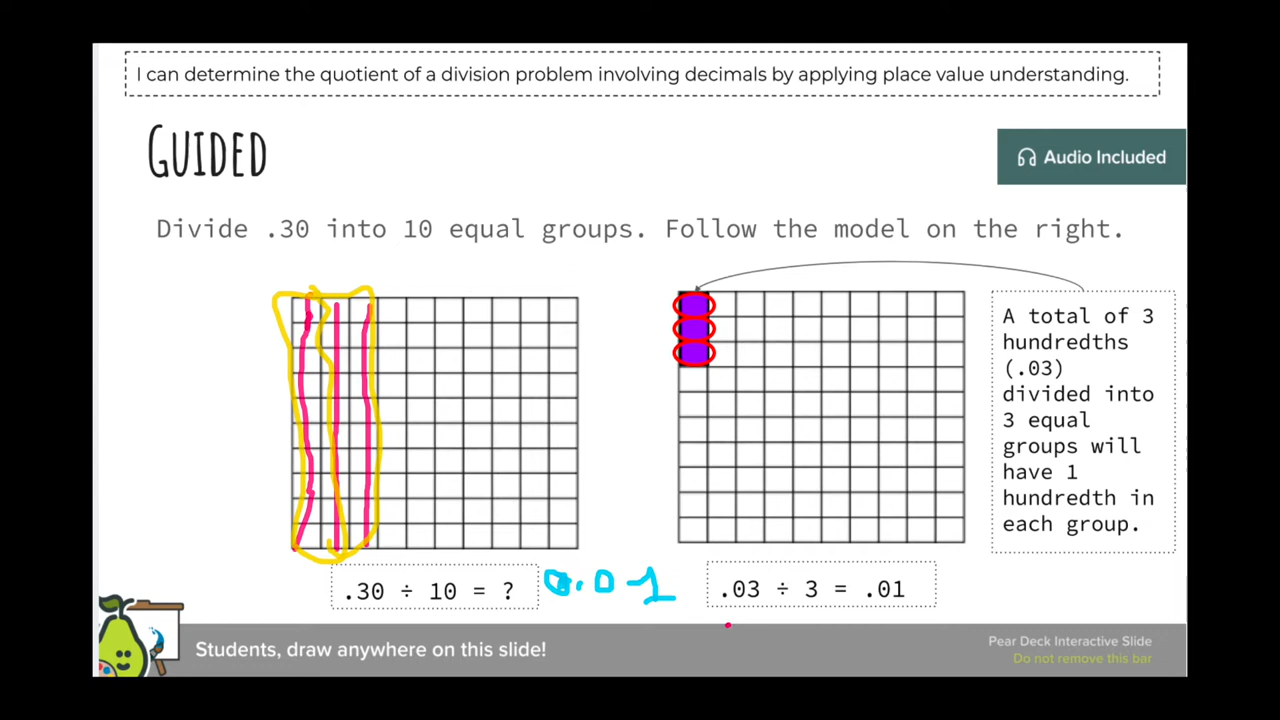 I can determine the quotient of a division problem involving decimals by applying place value understanding.
GUIDED
Audio Included
Divide .30 into 10 equal groups. Follow the model on the right.
A total of 3
hundredths
(.03)
divided into
3 equal
groups will
have 1
hundredth in
each group.
.30 ÷ 10 = ?
0.01
.03 ÷ 3 = .01
Students, draw anywhere on this slide!
Pear Deck Interactive Slide
Do not remove this bar